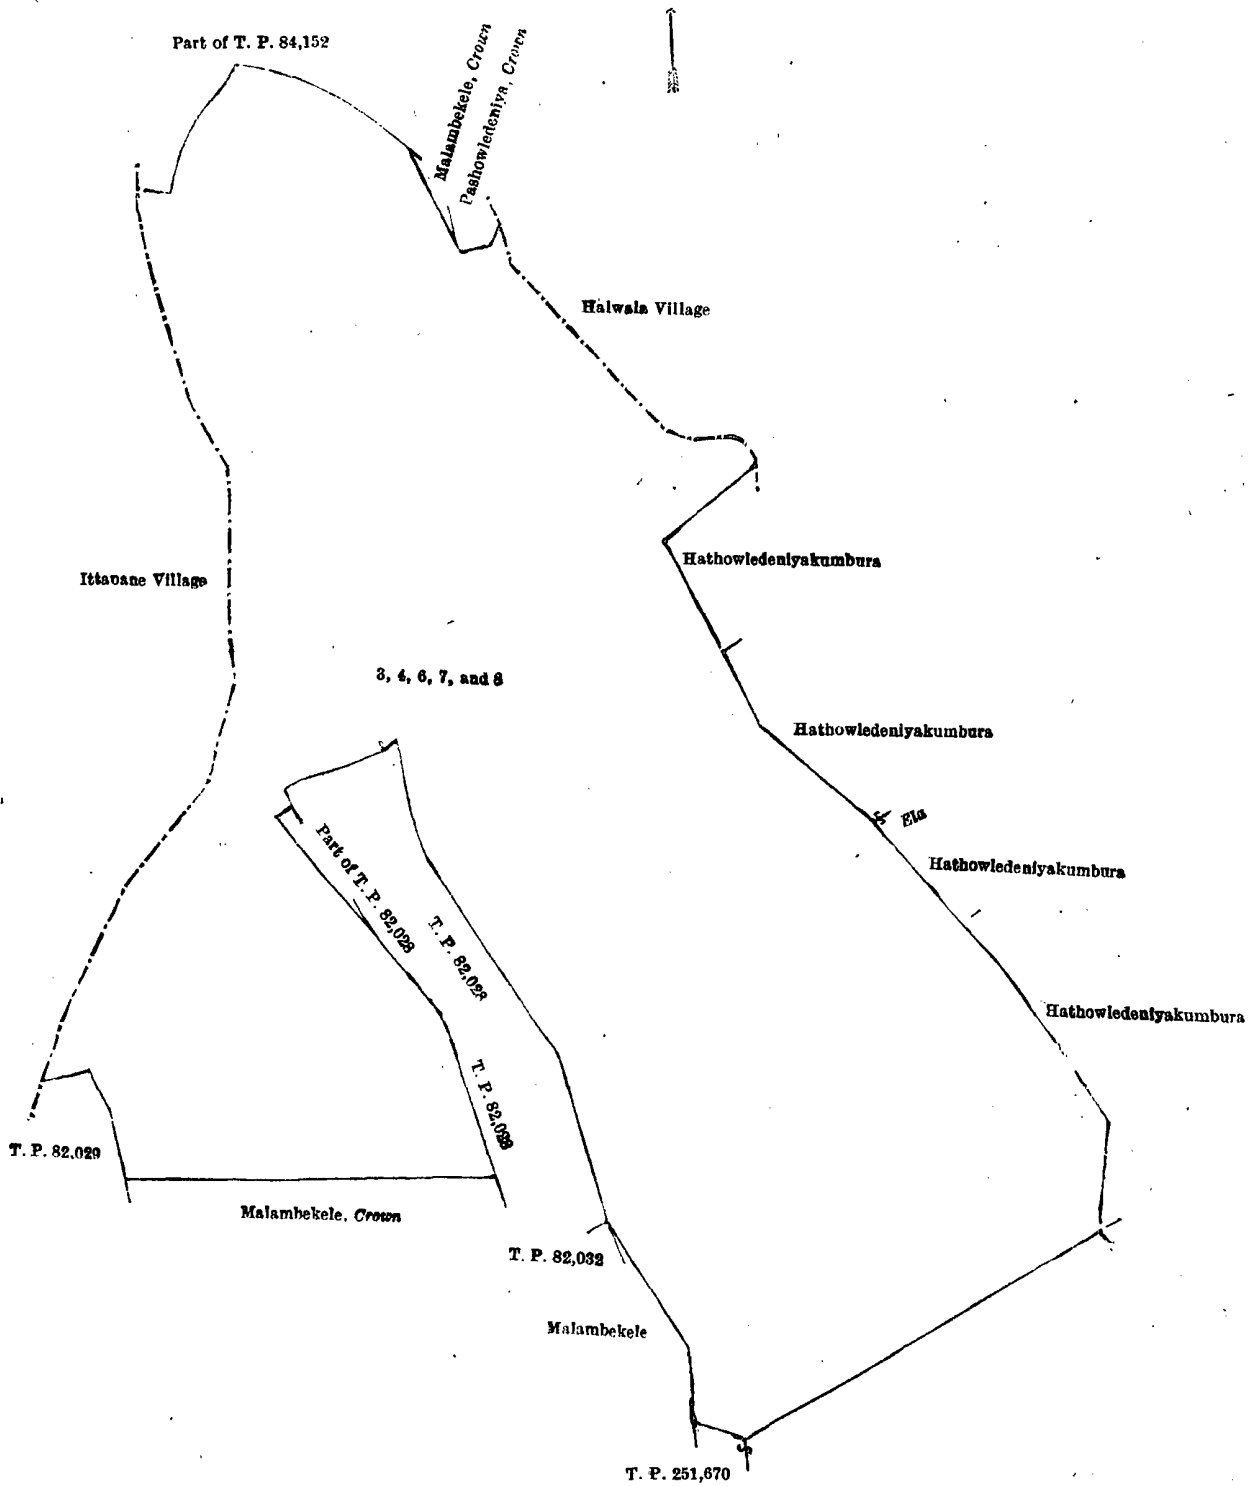 Part of T. P. 84,152
Malambekele, Crown
Pashowledeniya, Crown
Halwala Village
Hathowledeniyakumbura
Ittavane Village
3, 4, 6, 7, and 8
Hathowledeniyakumbura
Ela
Part of T. P. 82,028
Hathowledeniyakumbura
T. P. 82,028
Hathowledeniyakumbura
T. P. 82,028
T. P. 82,029
Malambekele, Crown
T. P. 82,032
Malambekele
T. P. 251,670